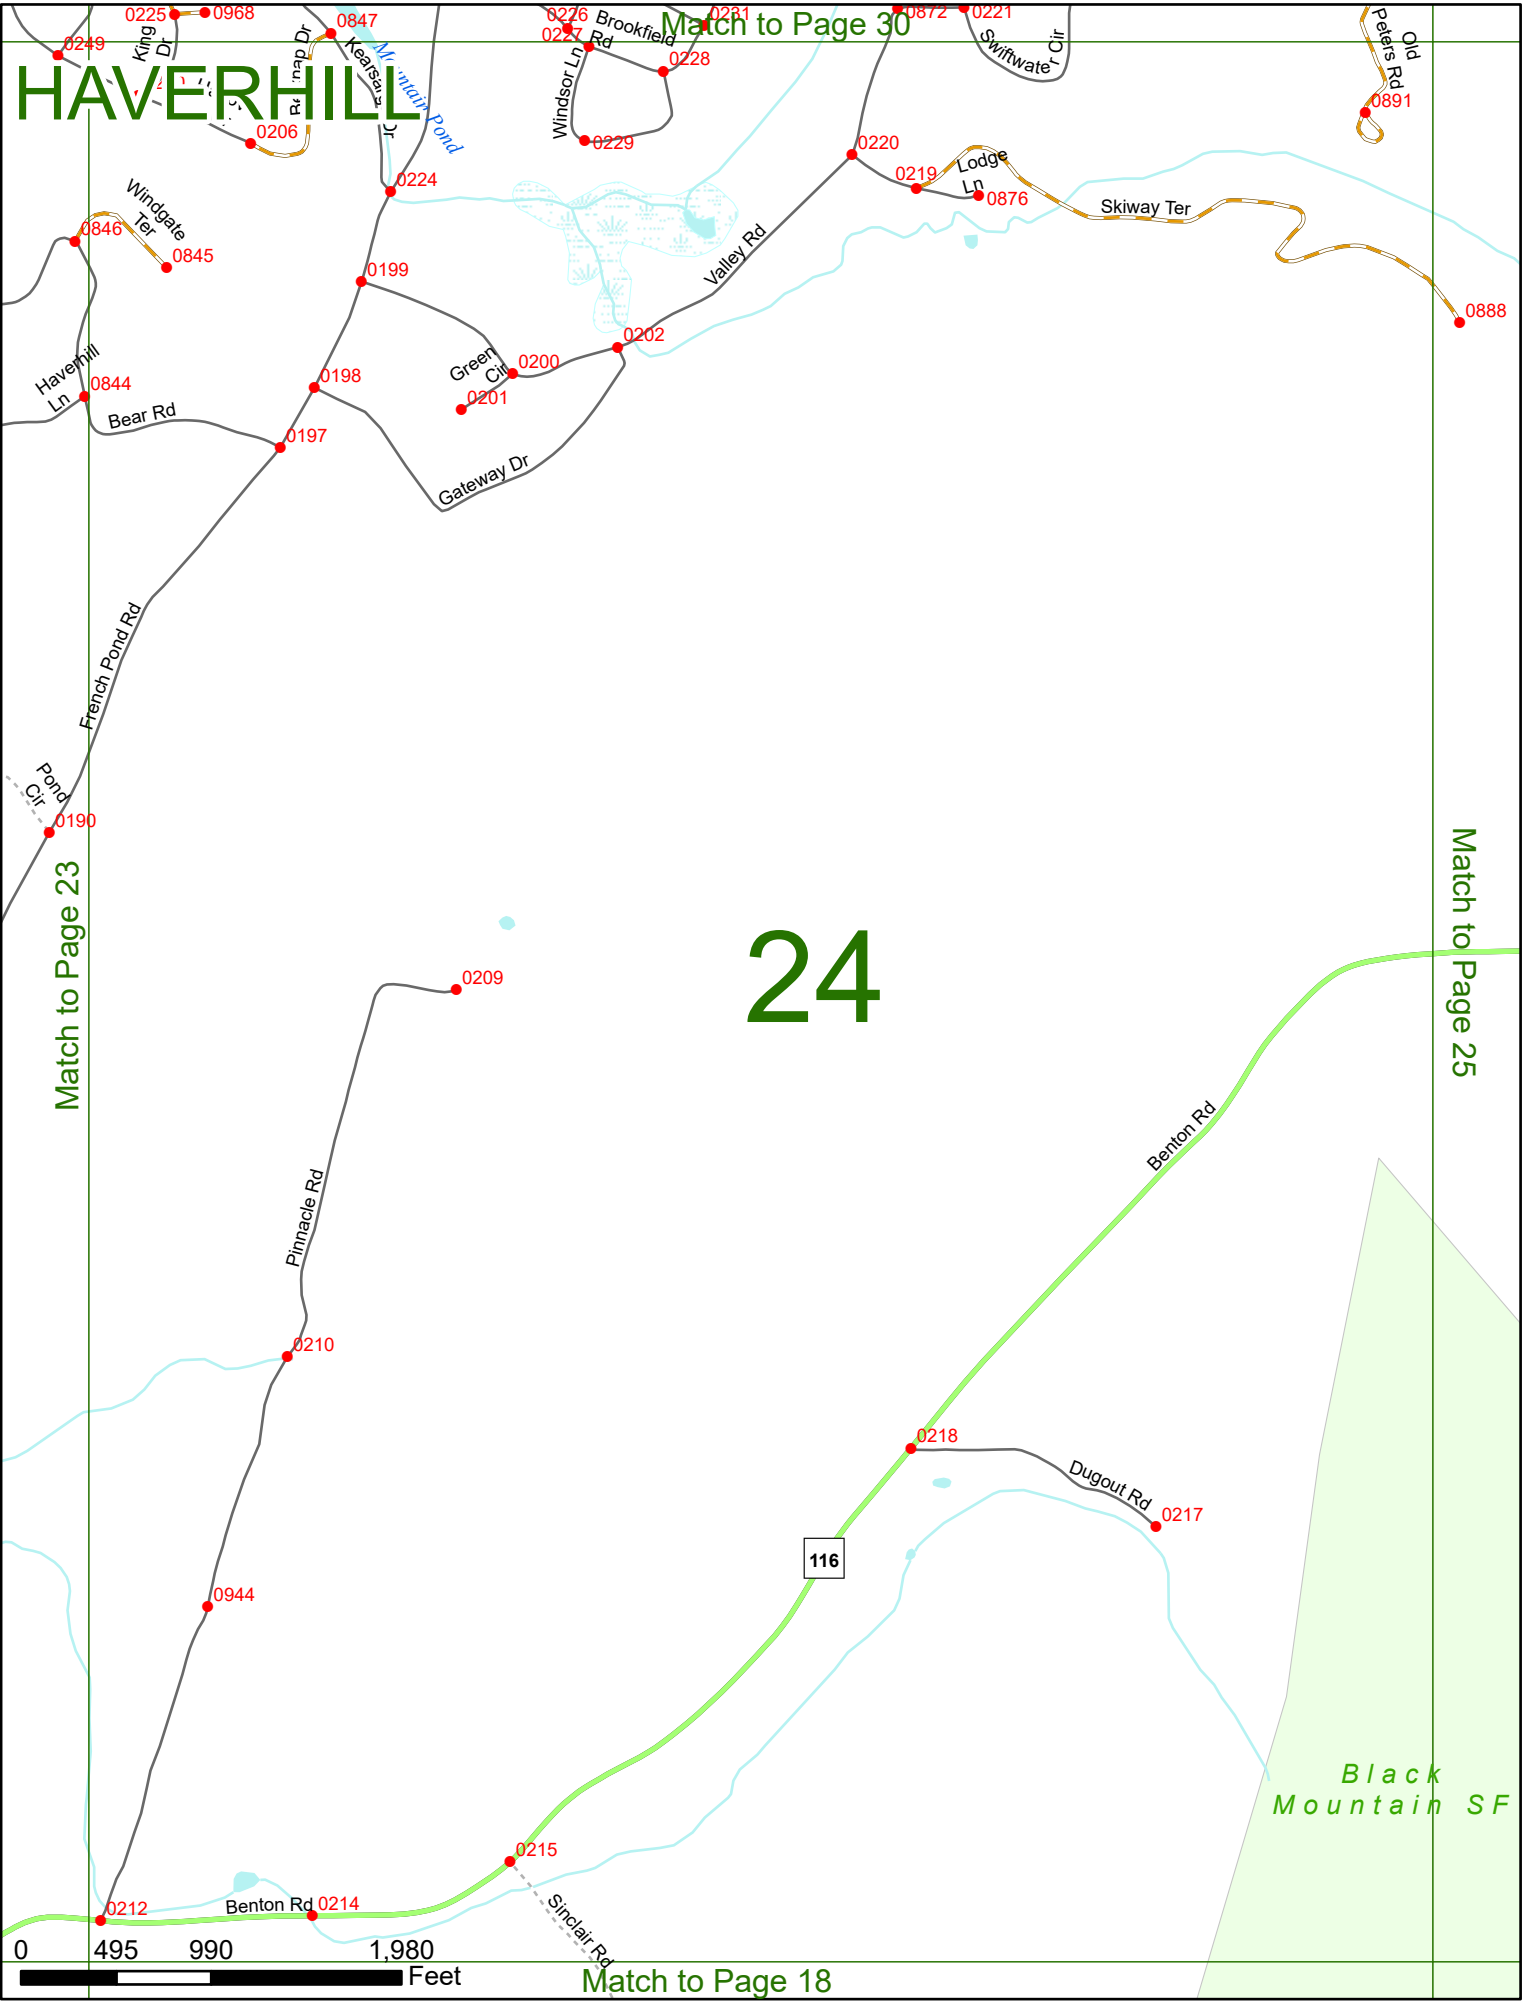 0225
0968
0847
0226
Brookfield
Rd
0231
Match to Page 30
0872
0221
0249
King
Dr
0227
0228
Swiftwater Cir
Old
Peters Rd
HAVERHILL
Mountain Pond
Windsor Ln
0891
0206
0229
0220
0219
Lodge
Ln
0876
0224
Windgate
Ter
Skiway Ter
0846
0845
Valley Rd
0199
0888
0202
Haverhill
Ln
0844
Green
Cir
0200
0198
0201
Bear Rd
0197
Gateway Dr
French Pond Rd
Pond
Cir
0190
Match to Page 23
Match to Page 25
24
0209
Benton Rd
Pinnacle Rd
0210
0218
Dugout Rd
0217
116
0944
Black
Mountain SF
0215
0212
Benton Rd
0214
Sinclair Rd
0 495 990 1,980
Feet
Match to Page 18